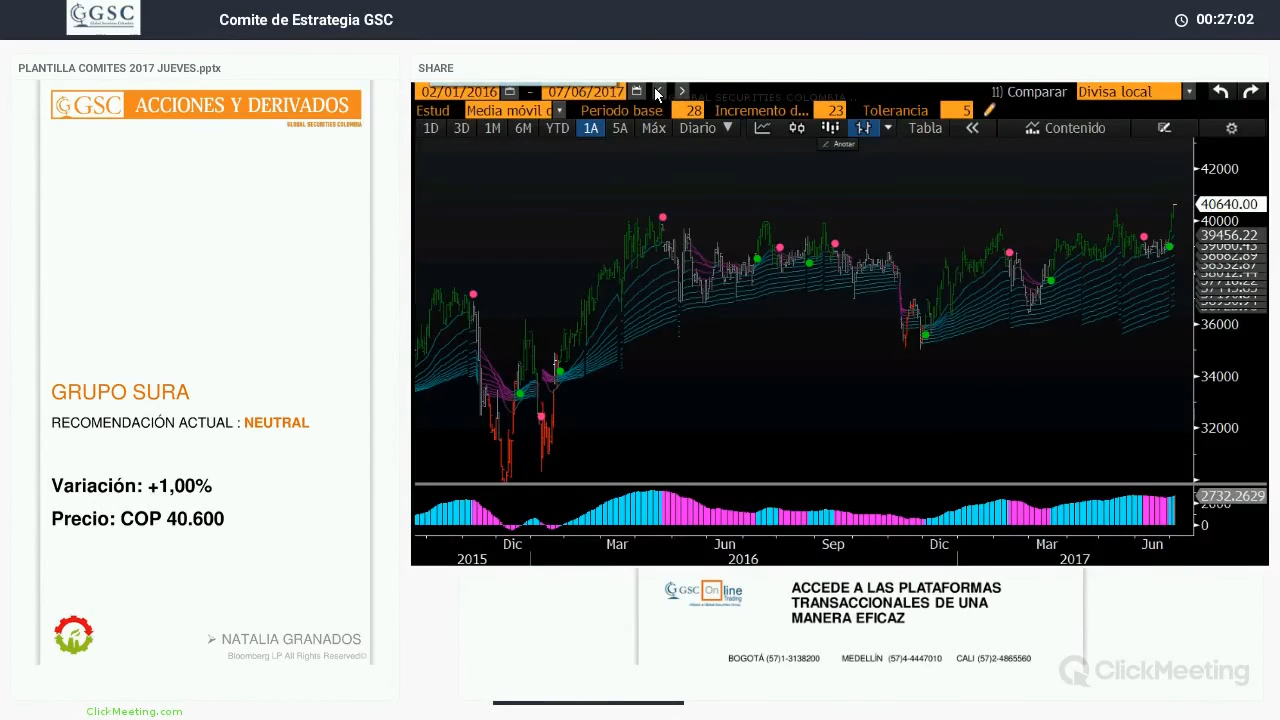 GSC
Comite de Estrategia GSC
00:27:02
PLANTILLA COMITES 2017 JUEVES.pptx
SHARE
GSC ACCIONES Y DERIVADOS
GLOBAL SECURITIES COLOMBIA
GRUPO SURA
RECOMENDACIÓN ACTUAL : NEUTRAL
Variación: +1,00%
Precio: COP 40.600
➢ NATALIA GRANADOS
Bloomberg LP All Rights Reserved©
02/01/2016 - 07/06/2017
11) Comparar Divisa local
Estud Media móvil d Periodo base 28 Incremento d... 23 Tolerancia 5
1D 3D 1M 6M YTD 1A 5A Máx Diario Tabla Contenido
Anotar
42000
40640.00
40000
39456.22
36000
34000
32000
2732.2629
0
Dic Mar Jun Sep Dic Mar Jun
2015 2016 2017
GSC Online
Trading
ACCEDE A LAS PLATAFORMAS
TRANSACCIONALES DE UNA
MANERA EFICAZ
BOGOTÁ (57)1-3138200 MEDELLÍN (57)4-4447010 CALI (57)2-4865560
ClickMeeting
ClickMeeting.com